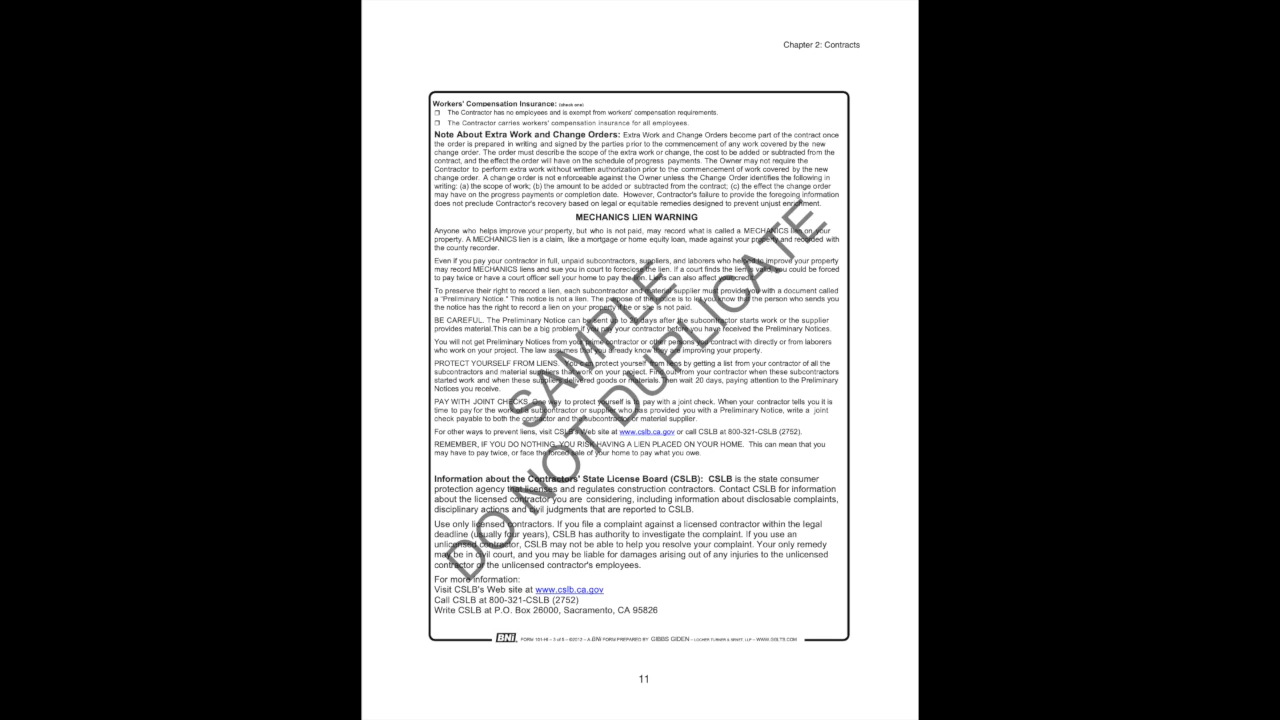 Chapter 2: Contracts
Workers' Compensation Insurance: (check one)
☐ The Contractor has no employees and is exempt from workers' compensation requirements.
☐ The Contractor carries workers' compensation insurance for all employees.
Note About Extra Work and Change Orders: Extra Work and Change Orders become part of the contract once
the order is prepared in writing and signed by the parties prior to the commencement of any work covered by the new
change order. The order must describe the scope of the extra work or change, the cost to be added or subtracted from the
contract, and the effect the order will have on the schedule of progress payments. The Owner may not require the
Contractor to perform extra work without written authorization prior to the commencement of work covered by the new
change order. A change order is not enforceable against the Owner unless the Change Order identifies the following in
writing: (a) the scope of work; (b) the amount to be added or subtracted from the contract; (c) the effect the change order
may have on the progress payments or completion date. However, Contractor's failure to provide the foregoing information
does not preclude Contractor's recovery based on legal or equitable remedies designed to prevent unjust enrichment.
MECHANICS LIEN WARNING
Anyone who helps improve your property, but who is not paid, may record what is called a MECHANICS lien on your
property. A MECHANICS lien is a claim, like a mortgage or home equity loan, made against your property and recorded with
the county recorder.
Even if you pay your contractor in full, unpaid subcontractors, suppliers, and laborers who helped to improve your property
may record MECHANICS liens and sue you in court to foreclose the lien. If a court finds the lien is valid, you could be forced
to pay twice or have a court officer sell your home to pay the lien. Liens can also affect your credit.
To preserve their right to record a lien, each subcontractor and material supplier must provide you with a document called
a "Preliminary Notice." This notice is not a lien. The purpose of the notice is to let you know that the person who sends you
the notice has the right to record a lien on your property if he or she is not paid.
BE CAREFUL. The Preliminary Notice can be sent up to 20 days after the subcontractor starts work or the supplier
provides material.This can be a big problem if you pay your contractor before you have received the Preliminary Notices.
You will not get Preliminary Notices from your prime contractor or other persons you contract with directly or from laborers
who work on your project. The law assumes that you already know they are improving your property.
PROTECT YOURSELF FROM LIENS. You can protect yourself from liens by getting a list from your contractor of all the
subcontractors and material suppliers that work on your project. Find out from your contractor when these subcontractors
started work and when these suppliers delivered goods or materials. Then wait 20 days, paying attention to the Preliminary
Notices you receive.
PAY WITH JOINT CHECKS. One way to protect yourself is to pay with a joint check. When your contractor tells you it is
time to pay for the work of a subcontractor or supplier who has provided you with a Preliminary Notice, write a joint
check payable to both the contractor and the subcontractor or material supplier.
For other ways to prevent liens, visit CSLB's Web site at www.cslb.ca.gov or call CSLB at 800-321-CSLB (2752).
REMEMBER, IF YOU DO NOTHING, YOU RISK HAVING A LIEN PLACED ON YOUR HOME. This can mean that you
may have to pay twice, or face the forced sale of your home to pay what you owe.
Information about the Contractors' State License Board (CSLB): CSLB is the state consumer
protection agency that licenses and regulates construction contractors. Contact CSLB for information
about the licensed contractor you are considering, including information about disclosable complaints,
disciplinary actions and civil judgments that are reported to CSLB.
Use only licensed contractors. If you file a complaint against a licensed contractor within the legal
deadline (usually four years), CSLB has authority to investigate the complaint. If you use an
unlicensed contractor, CSLB may not be able to help you resolve your complaint. Your only remedy
may be in civil court, and you may be liable for damages arising out of any injuries to the unlicensed
contractor or the unlicensed contractor's employees.
For more information:
Visit CSLB's Web site at www.cslb.ca.gov
Call CSLB at 800-321-CSLB (2752)
Write CSLB at P.O. Box 26000, Sacramento, CA 95826
SAMPLE
DO NOT DUPLICATE
BNi FORM 101-HI – 3 of 5 – 6/2012 – A BNi FORM PREPARED BY GIBBS GIDEN – LOCHER TURNER & SENET, LLP – WWW.GGLTS.COM
11